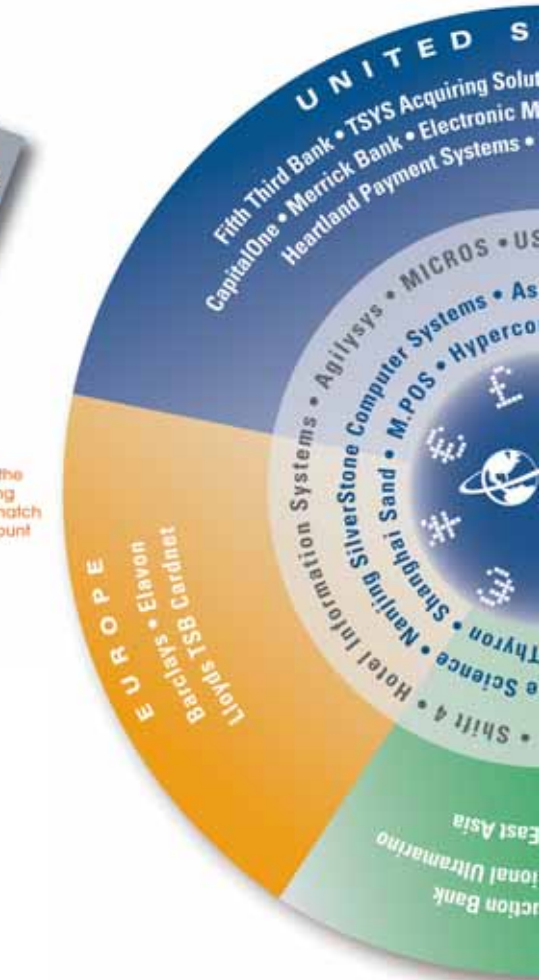 the
ng
natch
ount
UNITED S
Fifth Third Bank • TSYS Acquiring Solut
CapitalOne • Merrick Bank • Electronic M
Heartland Payment Systems •
EUROPE
Barclays • Elavon
Lloyds TSB Cardnet
East Asia
ional Ultramarino
uction Bank
Shift 4 • Hotel Information Systems • Agilysys • MICROS • US
e Science • Nanjing SilverStone Computer Systems • As
Thyron • Shanghai Sand • M.POS • Hyperco
£